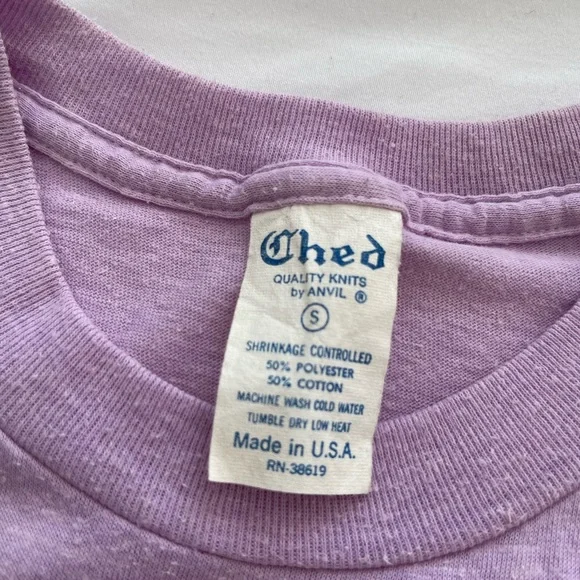 Ched
QUALITY KNITS
by ANVIL ®
S
SHRINKAGE CONTROLLED
50% POLYESTER
50% COTTON
MACHINE WASH COLD WATER
TUMBLE DRY LOW HEAT
Made in U.S.A.
RN-38619